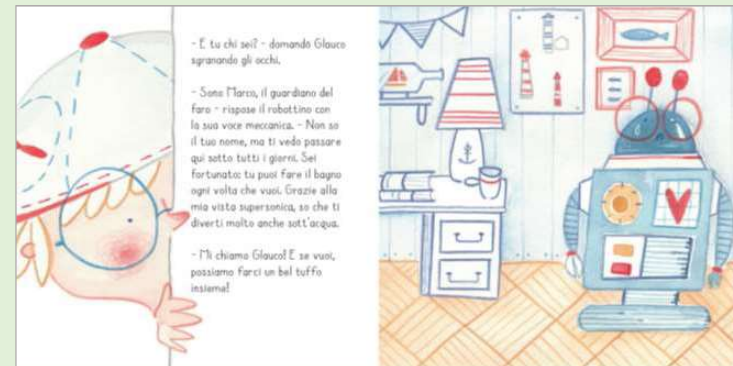 - E tu chi sei? - domandò Glauco
sgranando gli occhi.
- Sono Marco, il guardiano del
faro - rispose il robottino con
la sua voce meccanica. - Non so
il tuo nome, ma ti vedo passare
qui sotto tutti i giorni. Sei
fortunato: tu puoi fare il bagno
ogni volta che vuoi. Grazie alla
mia vista supersonica, so che ti
diverti molto anche sott'acqua.
- Mi chiamo Glauco! E se vuoi,
possiamo farci un bel tuffo
insieme!